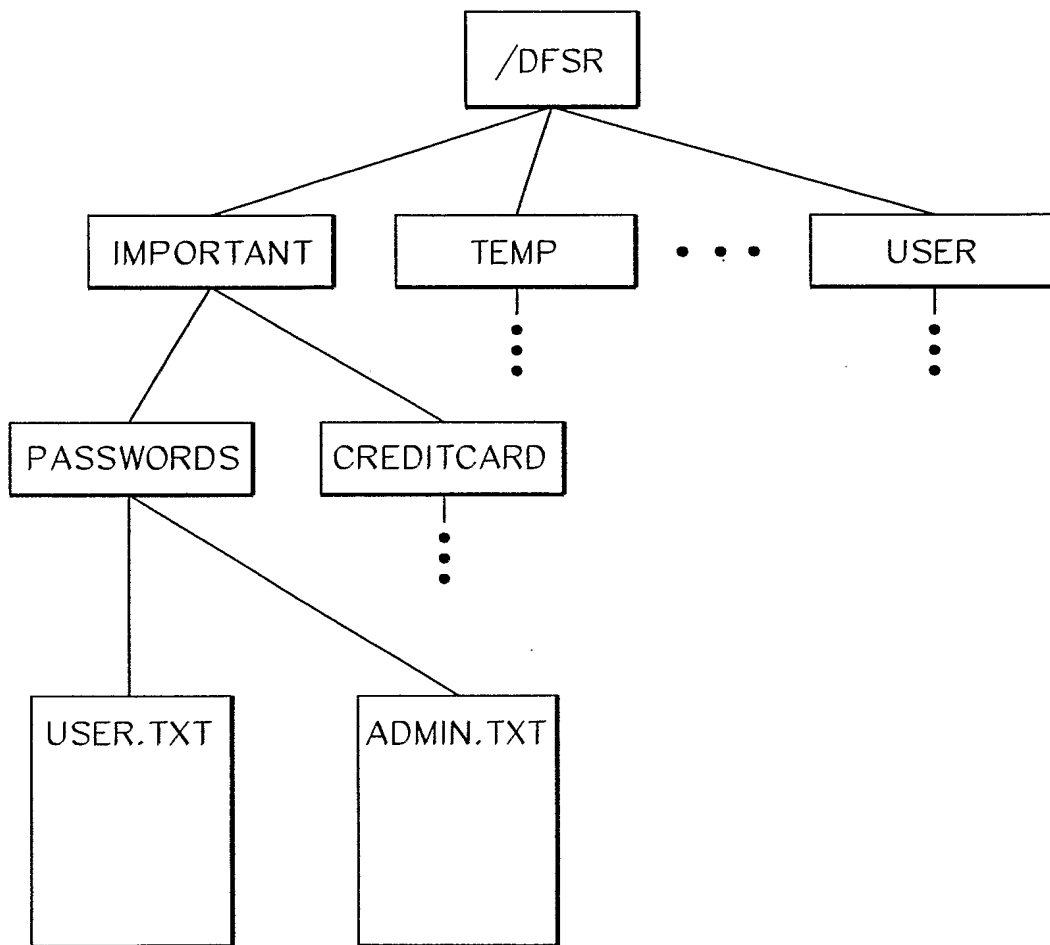 /DFSR
IMPORTANT
TEMP
USER
PASSWORDS
CREDITCARD
USER.TXT
ADMIN.TXT